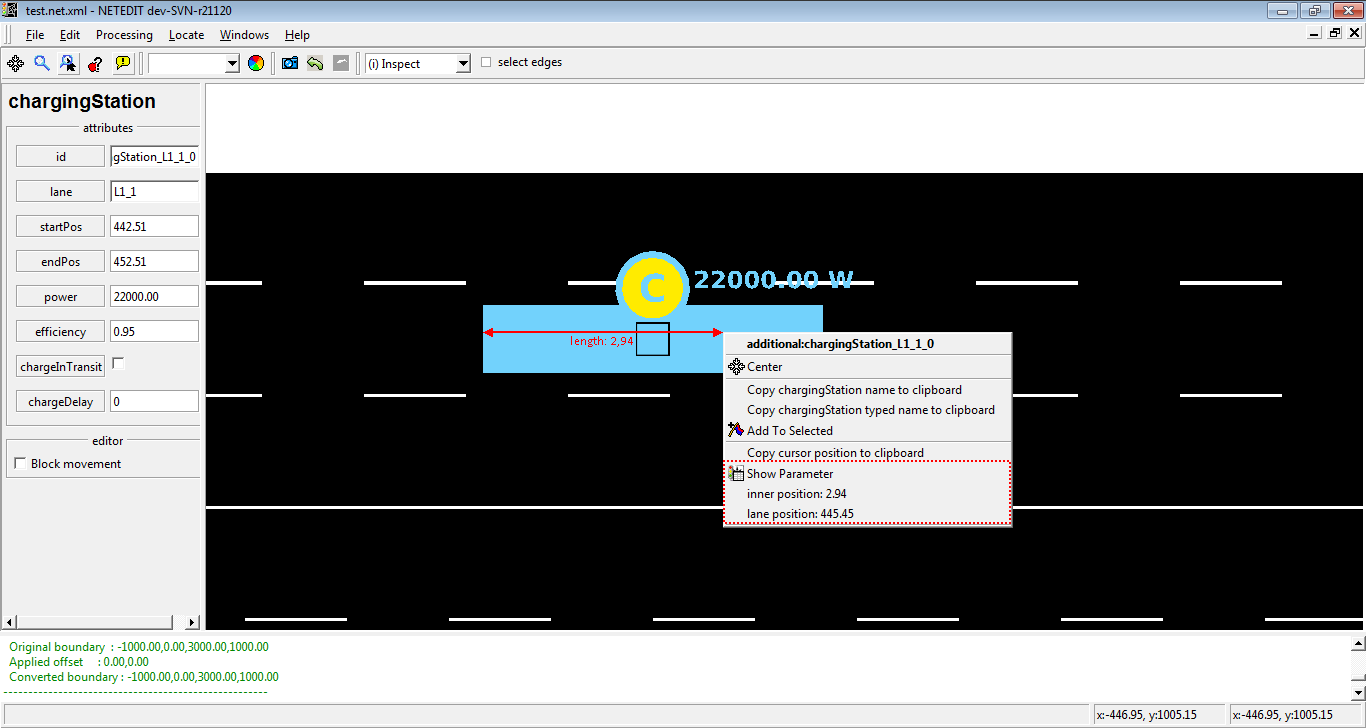 test.net.xml - NETEDIT dev-SVN-r21120
File Edit Processing Locate Windows Help
(i) Inspect select edges
chargingStation
attributes
id gStation_L1_1_0
lane L1_1
startPos 442.51
endPos 452.51
power 22000.00
efficiency 0.95
chargeInTransit
chargeDelay 0
editor
Block movement
C 22000.00 W
length: 2,94
additional:chargingStation_L1_1_0
Center
Copy chargingStation name to clipboard
Copy chargingStation typed name to clipboard
Add To Selected
Copy cursor position to clipboard
Show Parameter
inner position: 2.94
lane position: 445.45
Original boundary : -1000.00,0.00,3000.00,1000.00
Applied offset : 0.00,0.00
Converted boundary : -1000.00,0.00,3000.00,1000.00
x:-446.95, y:1005.15 x:-446.95, y:1005.15